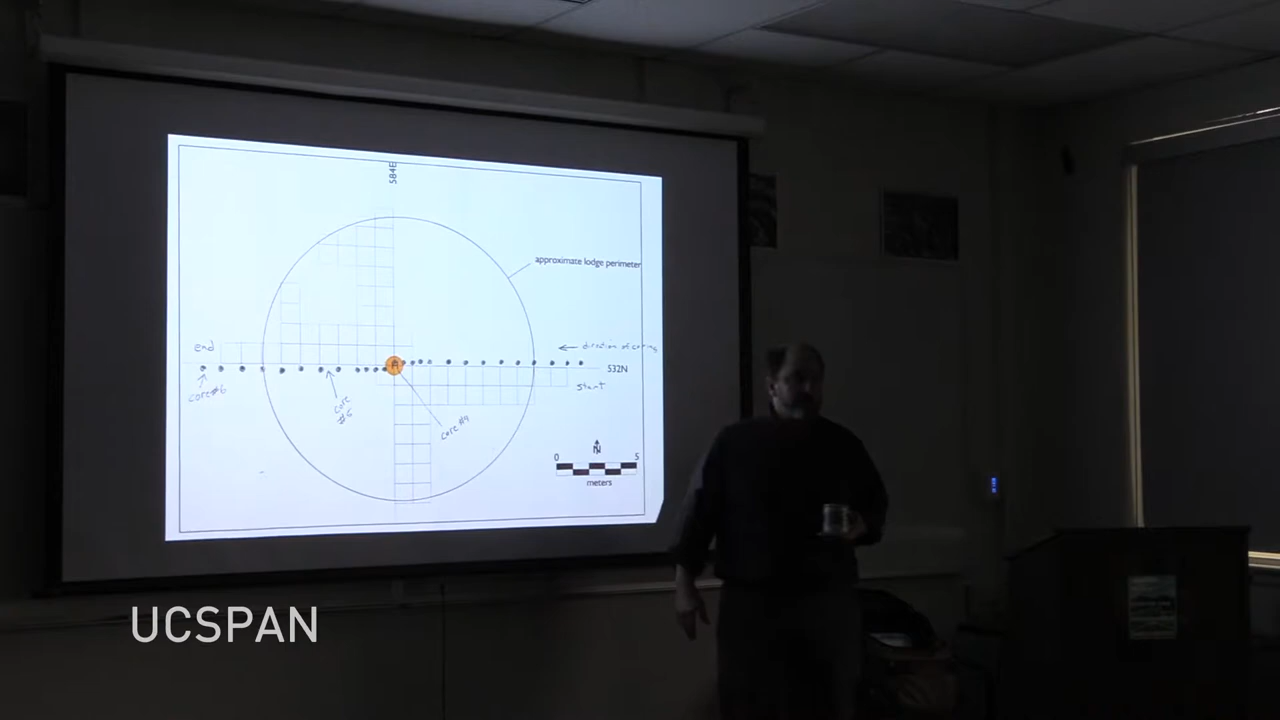 584E
approximate lodge perimeter
end
direction of coring
532N
start
core#6
core
#5
core #9
N
0 5
meters
UCSPAN